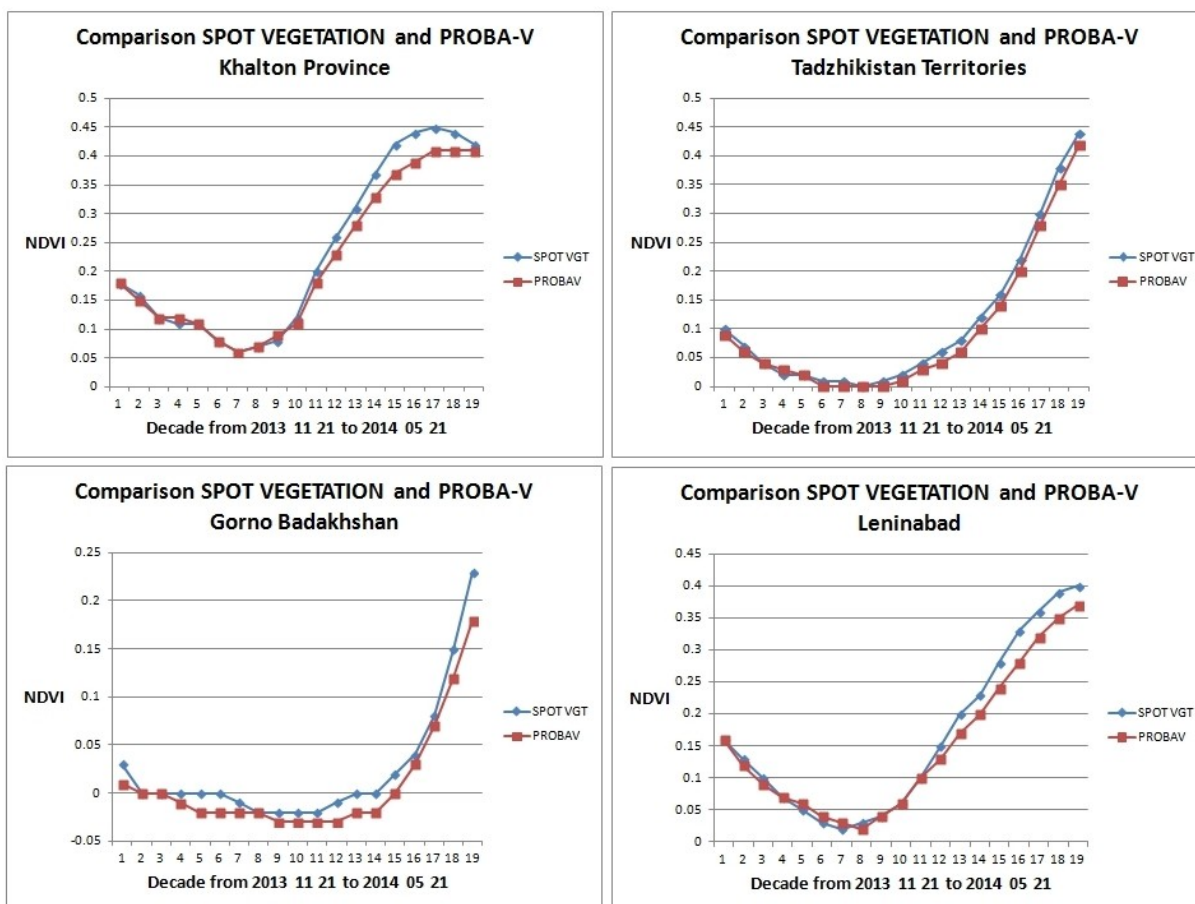 Comparison SPOT VEGETATION and PROBA-V
Khalton Province
0.5
0.45
0.4
0.35
0.3
0.25
0.2
0.15
0.1
0.05
0
NDVI
SPOT VGT
PROBAV
1 2 3 4 5 6 7 8 9 10 11 12 13 14 15 16 17 18 19
Decade from 2013 11 21 to 2014 05 21
Comparison SPOT VEGETATION and PROBA-V
Tadzhikistan Territories
0.5
0.45
0.4
0.35
0.3
0.25
0.2
0.15
0.1
0.05
0
NDVI
SPOT VGT
PROBAV
1 2 3 4 5 6 7 8 9 10 11 12 13 14 15 16 17 18 19
Decade from 2013 11 21 to 2014 05 21
Comparison SPOT VEGETATION and PROBA-V
Gorno Badakhshan
0.25
0.2
0.15
0.1
0.05
0
-0.05
NDVI
SPOT VGT
PROBAV
1 2 3 4 5 6 7 8 9 10 11 12 13 14 15 16 17 18 19
Decade from 2013 11 21 to 2014 05 21
Comparison SPOT VEGETATION and PROBA-V
Leninabad
0.45
0.4
0.35
0.3
0.25
0.2
0.15
0.1
0.05
0
NDVI
SPOT VGT
PROBAV
1 2 3 4 5 6 7 8 9 10 11 12 13 14 15 16 17 18 19
Decade from 2013 11 21 to 2014 05 21